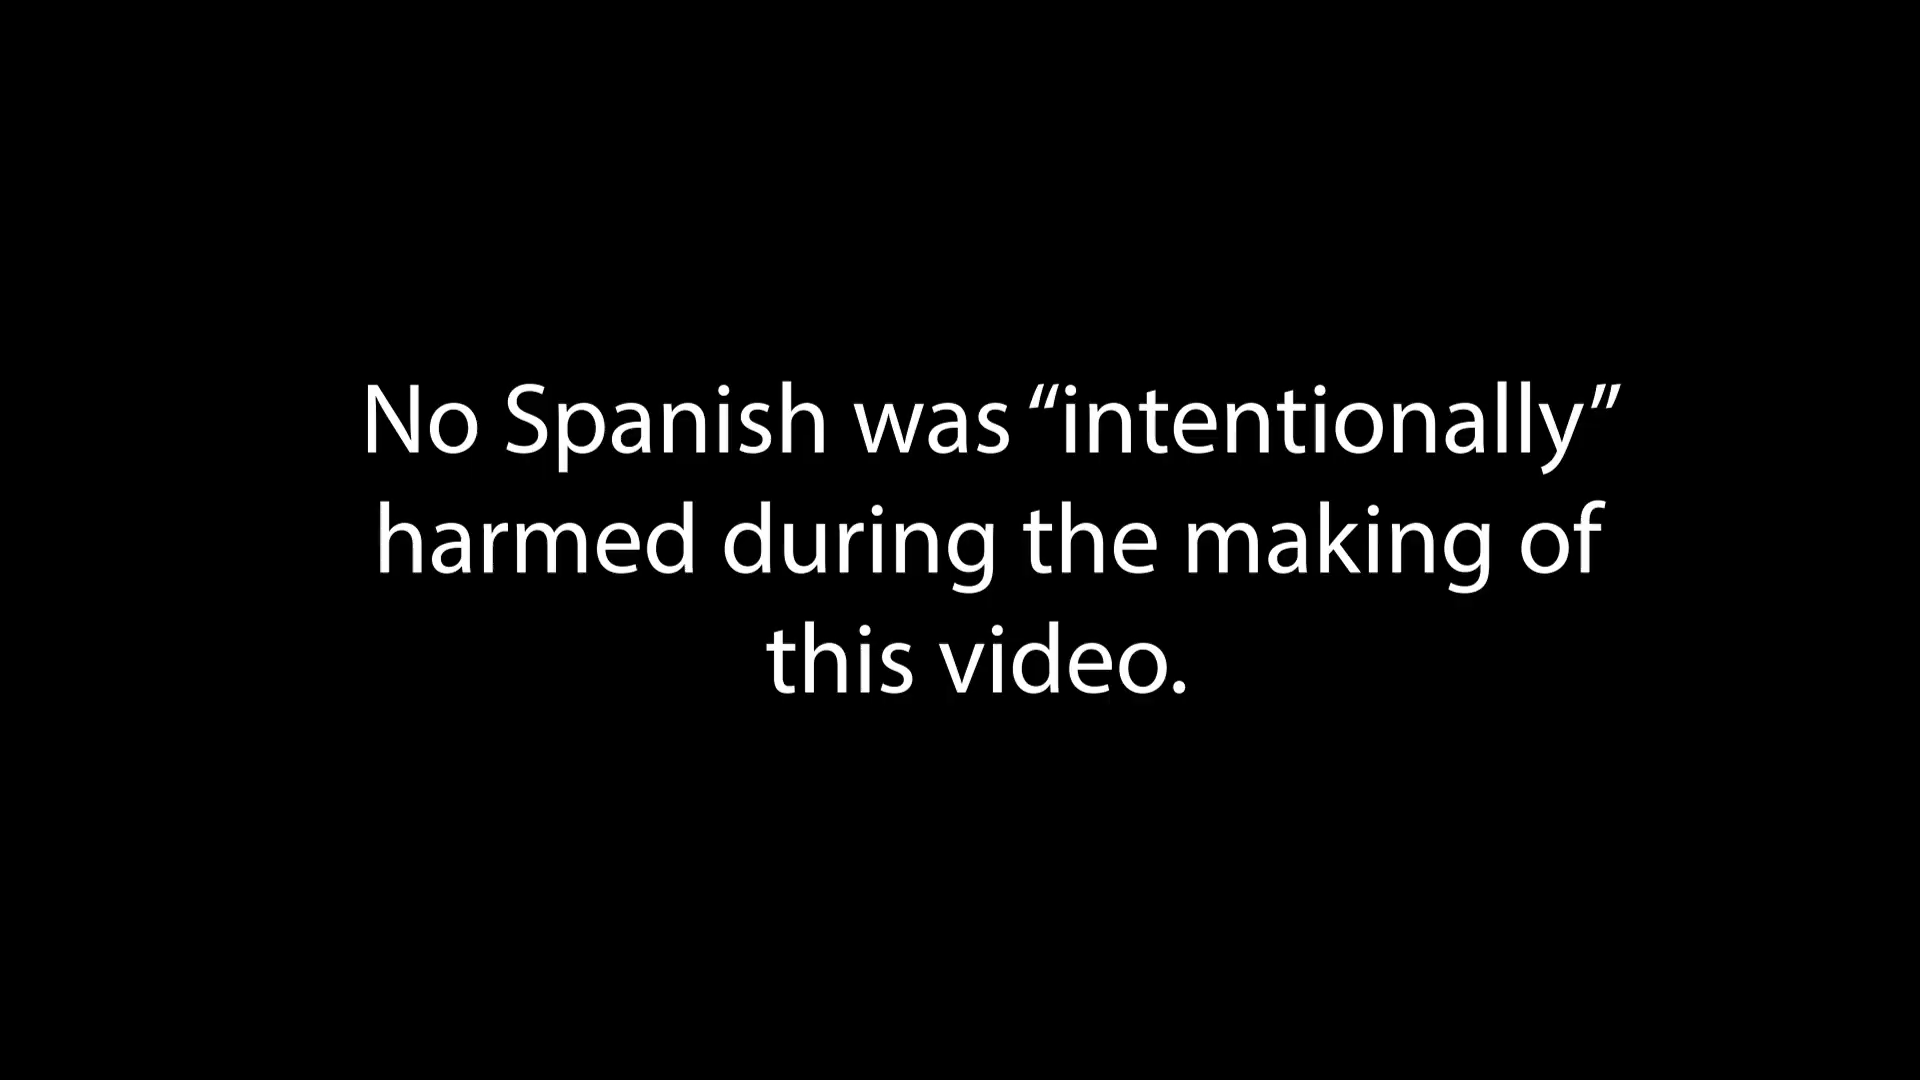 No Spanish was “intentionally”
harmed during the making of
this video.